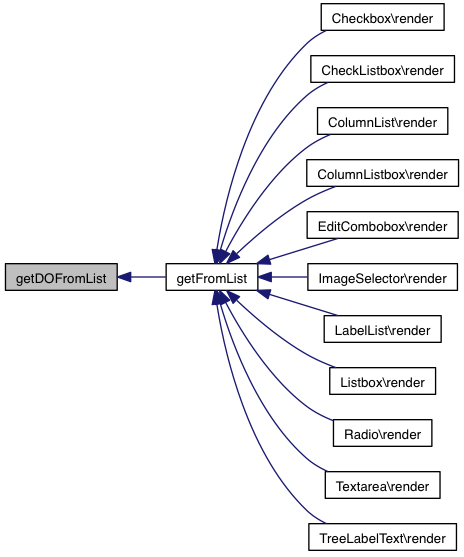 Checkbox\render
CheckListbox\render
ColumnList\render
ColumnListbox\render
EditCombobox\render
getDOFromList
getFromList
ImageSelector\render
LabelList\render
Listbox\render
Radio\render
Textarea\render
TreeLabelText\render